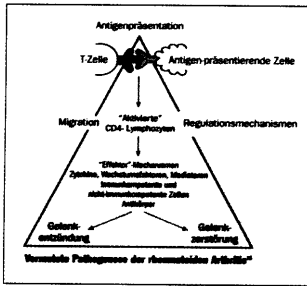 Antigenpräsentation
T-Zelle
Antigen-präsentierende Zelle
"Aktivierte"
CD4- Lymphozyten
Migration
Regulationsmechanismen
"Effektor"-Mechanismen
Zytokine, Wachstumsfaktoren, Mediatoren
Immunkompetente und
nicht-immunkompetente Zellen
Antikörper
Gelenk-
entzündung
Gelenk-
zerstörung
Vermutete Pathogenese der rheumatoiden Arthritis